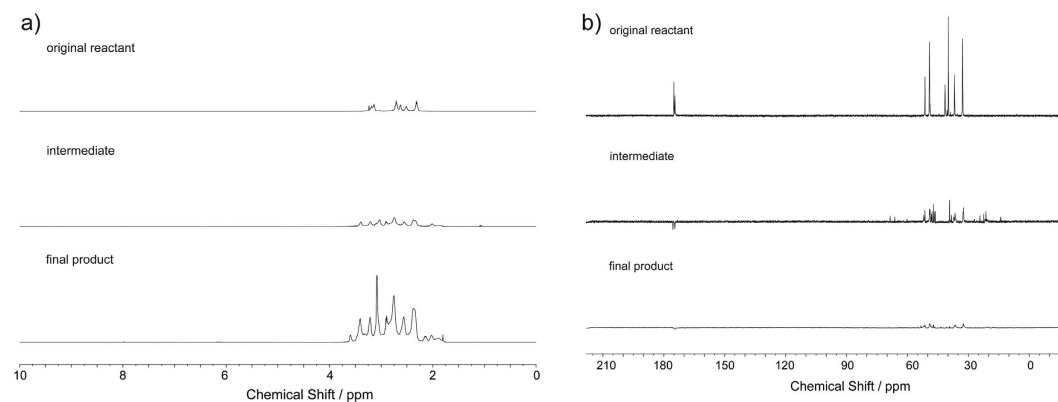 a)
original reactant
intermediate
final product
10 8 6 4 2 0
Chemical Shift / ppm
b)
original reactant
intermediate
final product
210 180 150 120 90 60 30 0
Chemical Shift / ppm